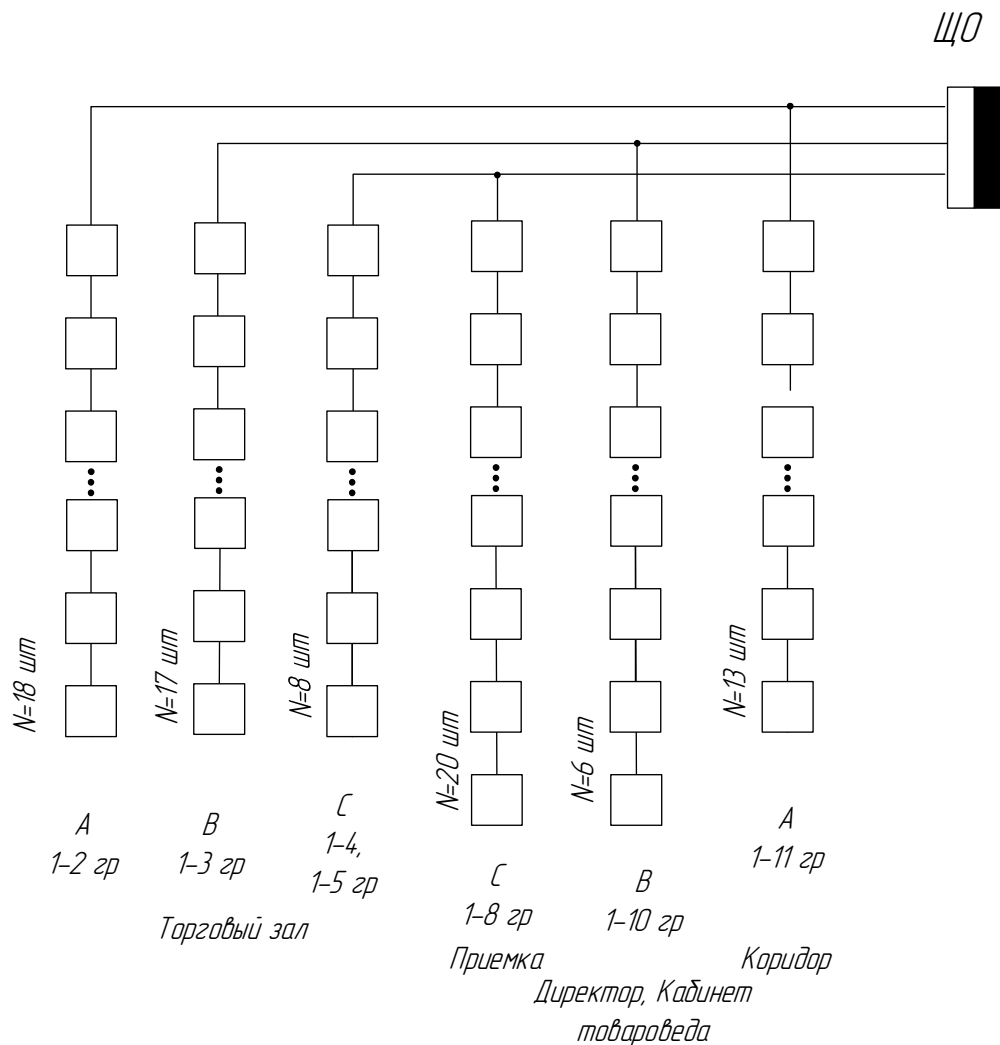 ЩО
N=18 шт
N=17 шт
N=8 шт
N=20 шт
N=6 шт
N=13 шт
А
1-2 гр
В
1-3 гр
С
1-4,
1-5 гр
Торговый зал
С
1-8 гр
Приемка
В
1-10 гр
Директор, Кабинет
товароведа
А
1-11 гр
Коридор